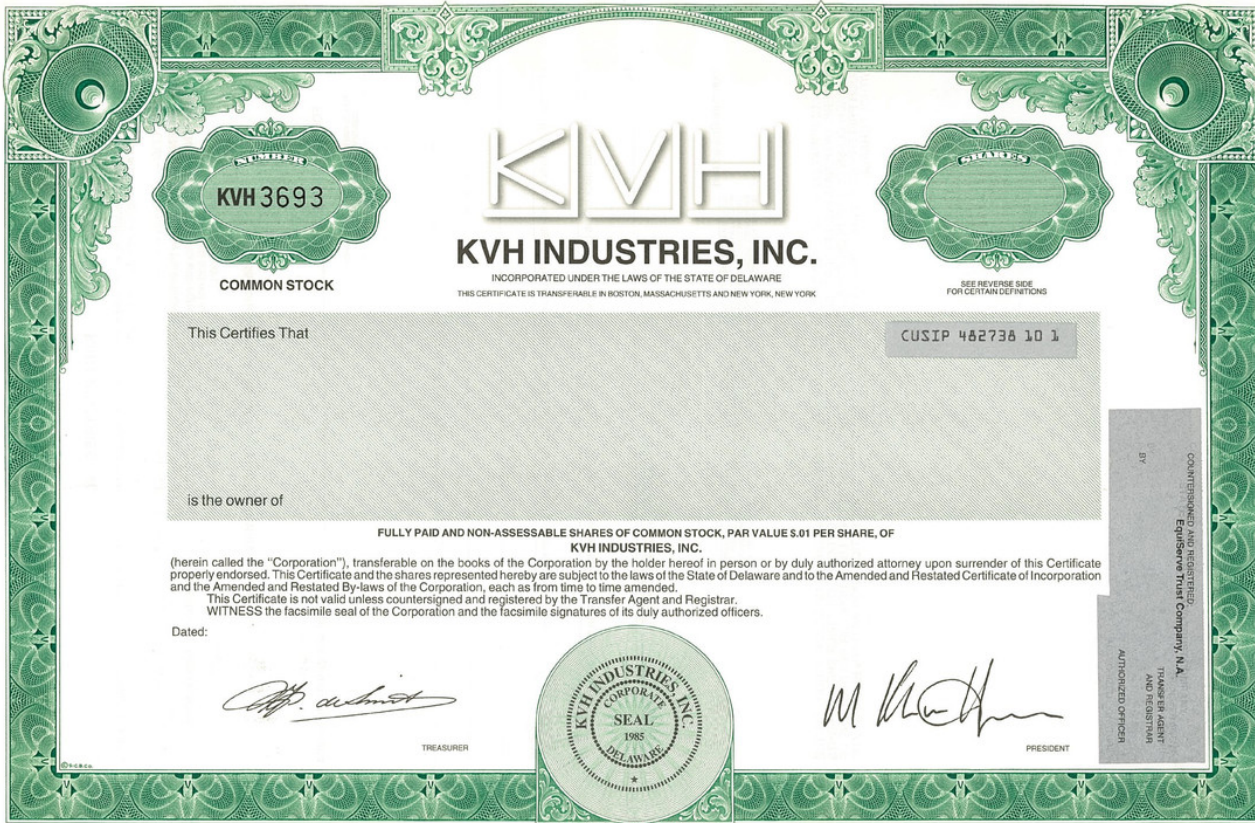 NUMBER
KVH 3693
COMMON STOCK
KVH
KVH INDUSTRIES, INC.
INCORPORATED UNDER THE LAWS OF THE STATE OF DELAWARE
THIS CERTIFICATE IS TRANSFERABLE IN BOSTON, MASSACHUSETTS AND NEW YORK, NEW YORK
SHARES
SEE REVERSE SIDE
FOR CERTAIN DEFINITIONS
This Certifies That
CUSIP 482738 10 1
is the owner of
FULLY PAID AND NON-ASSESSABLE SHARES OF COMMON STOCK, PAR VALUE $.01 PER SHARE, OF
KVH INDUSTRIES, INC.
(herein called the "Corporation"), transferable on the books of the Corporation by the holder hereof in person or by duly authorized attorney upon surrender of this Certificate
properly endorsed. This Certificate and the shares represented hereby are subject to the laws of the State of Delaware and to the Amended and Restated Certificate of Incorporation
and the Amended and Restated By-laws of the Corporation, each as from time to time amended.
This Certificate is not valid unless countersigned and registered by the Transfer Agent and Registrar.
WITNESS the facsimile seal of the Corporation and the facsimile signatures of its duly authorized officers.
Dated:
TREASURER
KVH INDUSTRIES, INC.
CORPORATE
SEAL
1985
DELAWARE
PRESIDENT
COUNTERSIGNED AND REGISTERED:
EquiServe Trust Company, N.A.
TRANSFER AGENT
AND REGISTRAR
BY
AUTHORIZED OFFICER